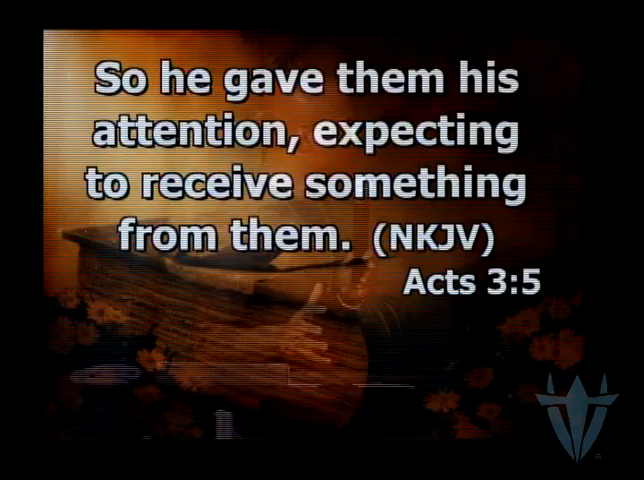 So he gave them his
attention, expecting
to receive something
from them. (NKJV)
Acts 3:5